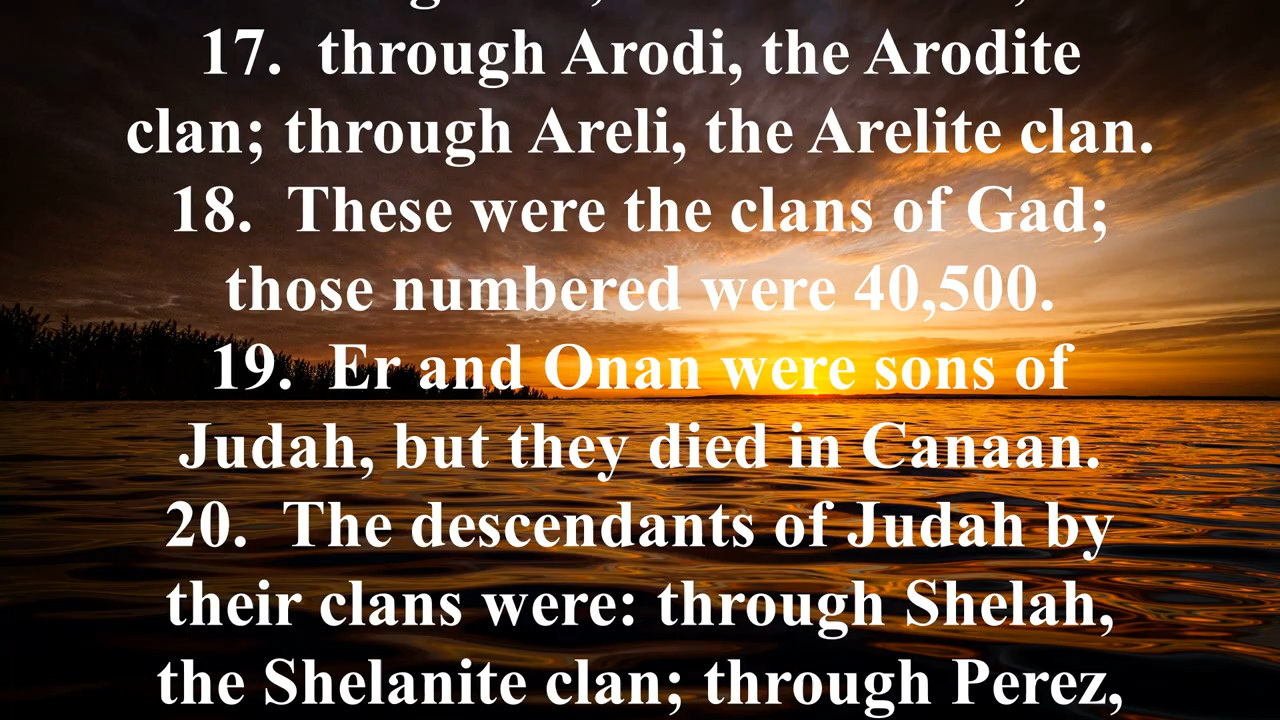 17.  through Arodi, the Arodite
clan; through Areli, the Arelite clan.
18.  These were the clans of Gad;
those numbered were 40,500.
19.  Er and Onan were sons of
Judah, but they died in Canaan.
20.  The descendants of Judah by
their clans were: through Shelah,
the Shelanite clan; through Perez,